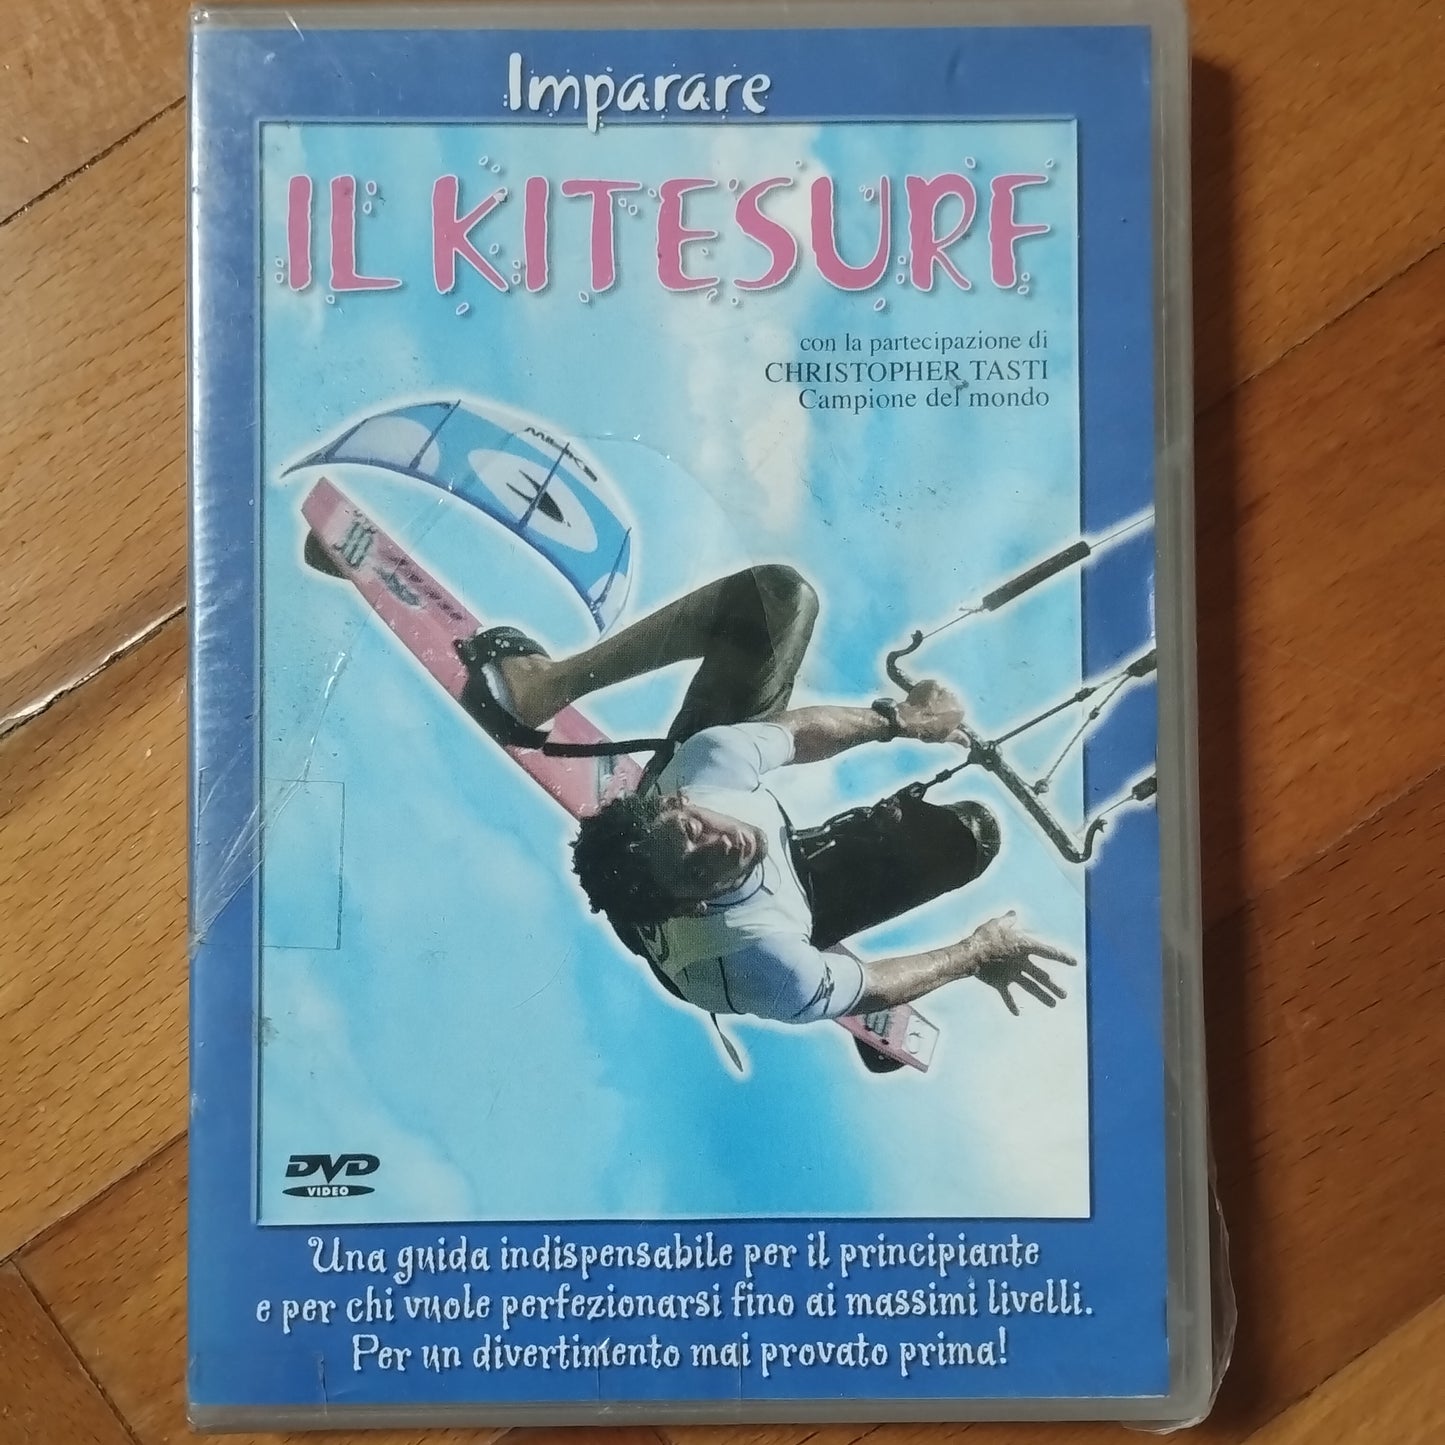 Imparare
IL KITESURF
con la partecipazione di
CHRISTOPHER TASTI
Campione del mondo
DVD
VIDEO
Una guida indispensabile per il principiante
e per chi vuole perfezionarsi fino ai massimi livelli.
Per un divertimento mai provato prima!